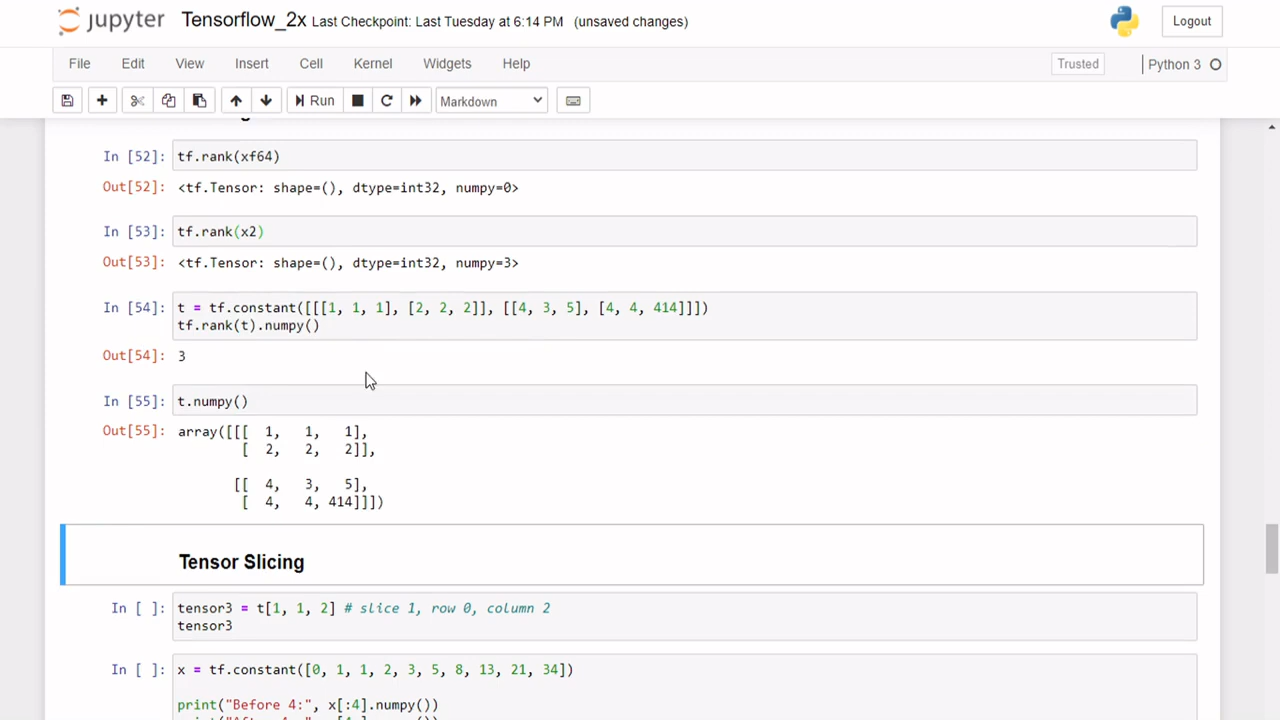 jupyter Tensorflow_2x Last Checkpoint: Last Tuesday at 6:14 PM (unsaved changes) Logout
File Edit View Insert Cell Kernel Widgets Help Trusted Python 3
Run Markdown
In [52]: tf.rank(xf64)
Out[52]: <tf.Tensor: shape=(), dtype=int32, numpy=0>
In [53]: tf.rank(x2)
Out[53]: <tf.Tensor: shape=(), dtype=int32, numpy=3>
In [54]: t = tf.constant([[[1, 1, 1], [2, 2, 2]], [[4, 3, 5], [4, 4, 414]]])
tf.rank(t).numpy()
Out[54]: 3
In [55]: t.numpy()
Out[55]: array([[[ 1, 1, 1],
[ 2, 2, 2]],
[[ 4, 3, 5],
[ 4, 4, 414]]])
Tensor Slicing
In [ ]: tensor3 = t[1, 1, 2] # slice 1, row 0, column 2
tensor3
In [ ]: x = tf.constant([0, 1, 1, 2, 3, 5, 8, 13, 21, 34])
print("Before 4:", x[:4].numpy())